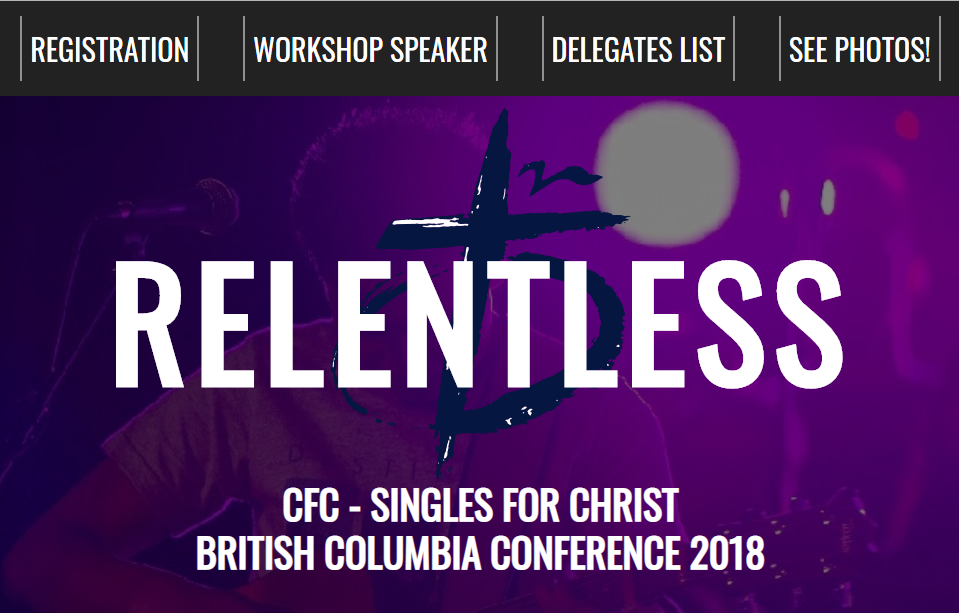 REGISTRATION WORKSHOP SPEAKER DELEGATES LIST SEE PHOTOS!
RELENTLESS
CFC - SINGLES FOR CHRIST
BRITISH COLUMBIA CONFERENCE 2018